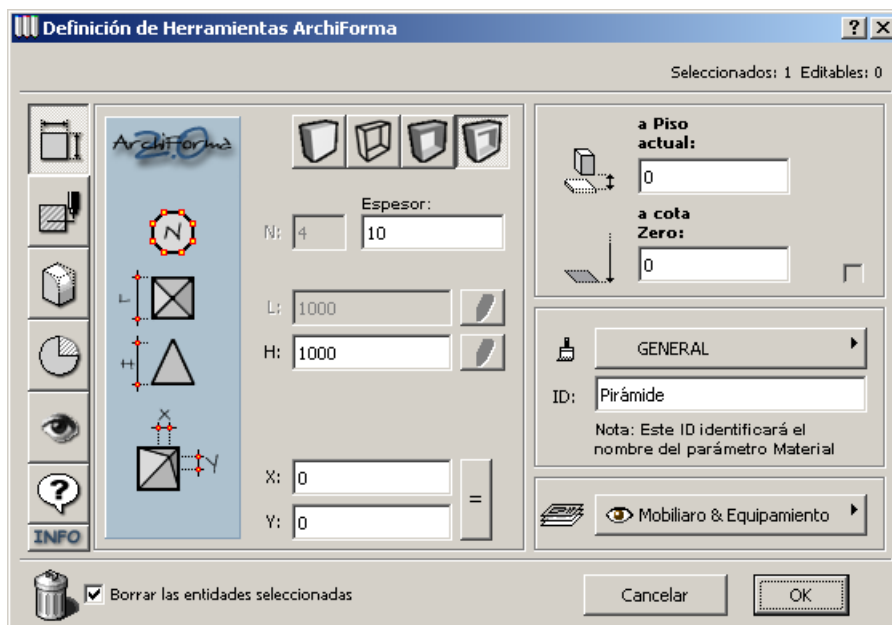 Definición de Herramientas ArchiForma
Seleccionados: 1 Editables: 0
ArchiForma
2.0
N
L
H
X
Y
Espesor:
N: 4
10
L: 1000
H: 1000
X: 0
Y: 0
=
a Piso
actual:
0
a cota
Zero:
0
GENERAL
ID: Pirámide
Nota: Este ID identificará el
nombre del parámetro Material
Mobiliaro & Equipamiento
?
INFO
Borrar las entidades seleccionadas
Cancelar
OK